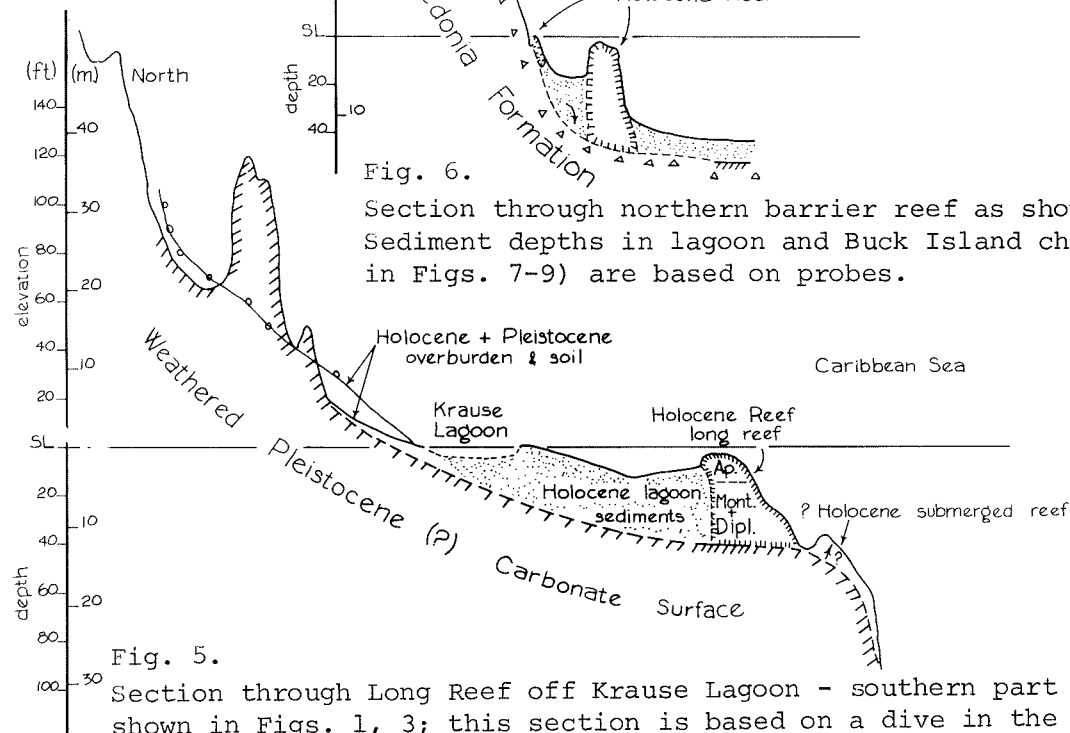 edonia
Formation
SL
depth
20
10
40
Fig. 6.
Section through northern barrier reef as sho
Sediment depths in lagoon and Buck Island ch
in Figs. 7-9) are based on probes.
(ft) (m) North
140
40
120
100
30
80
elevation
60
20
40
10
20
SL
20
10
40
depth
60
20
80
100
30
Holocene + Pleistocene
overburden & soil
Caribbean Sea
Krause
Lagoon
Holocene Reef
long reef
Ap.
Mont.
+
Dipl.
Holocene lagoon
sediments
? Holocene submerged reef
?
Weathered Pleistocene (?) Carbonate Surface
Fig. 5.
Section through Long Reef off Krause Lagoon - southern part
shown in Figs. 1, 3; this section is based on a dive in the